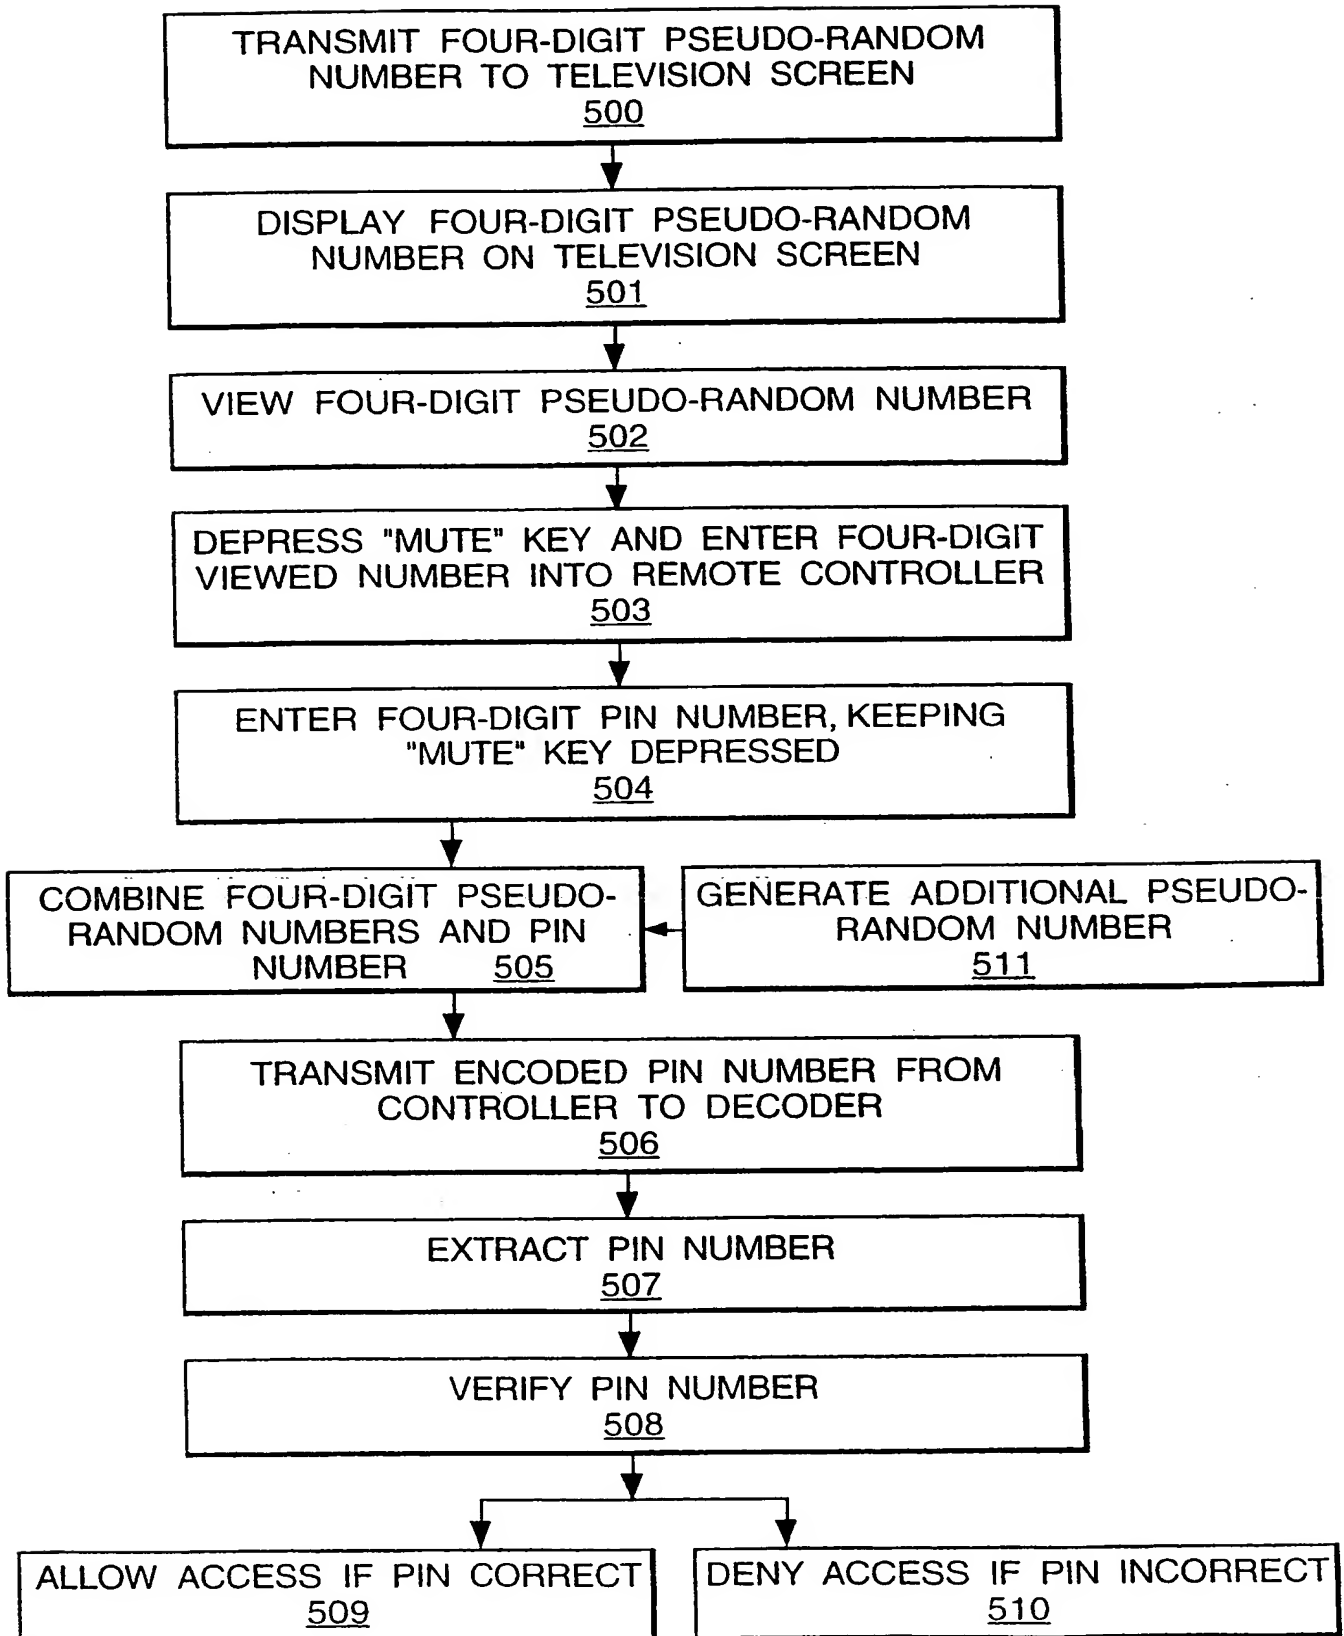 TRANSMIT FOUR-DIGIT PSEUDO-RANDOM
NUMBER TO TELEVISION SCREEN
500
DISPLAY FOUR-DIGIT PSEUDO-RANDOM
NUMBER ON TELEVISION SCREEN
501
VIEW FOUR-DIGIT PSEUDO-RANDOM NUMBER
502
DEPRESS "MUTE" KEY AND ENTER FOUR-DIGIT
VIEWED NUMBER INTO REMOTE CONTROLLER
503
ENTER FOUR-DIGIT PIN NUMBER, KEEPING
"MUTE" KEY DEPRESSED
504
COMBINE FOUR-DIGIT PSEUDO-
RANDOM NUMBERS AND PIN
NUMBER 505
GENERATE ADDITIONAL PSEUDO-
RANDOM NUMBER
511
TRANSMIT ENCODED PIN NUMBER FROM
CONTROLLER TO DECODER
506
EXTRACT PIN NUMBER
507
VERIFY PIN NUMBER
508
ALLOW ACCESS IF PIN CORRECT
509
DENY ACCESS IF PIN INCORRECT
510